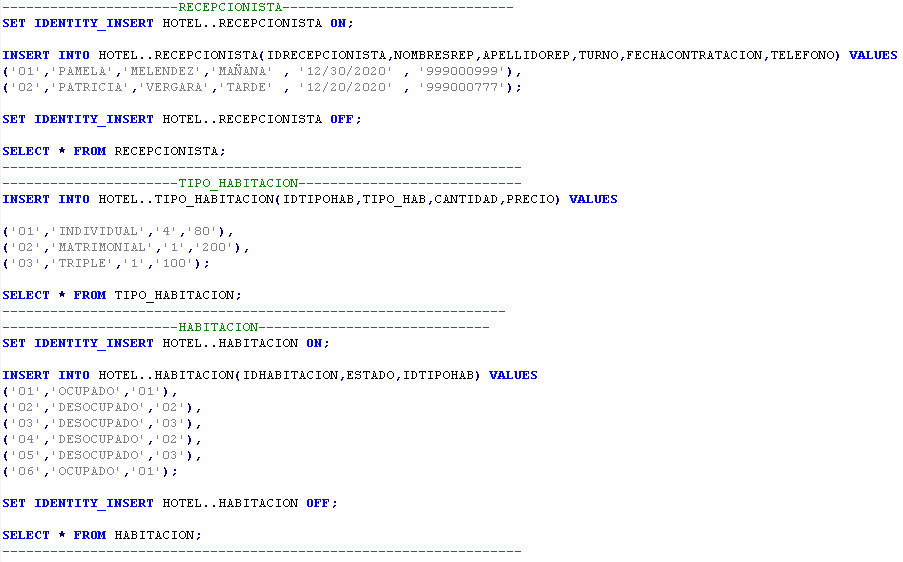 ----------------------RECEPCIONISTA-----------------------------
SET IDENTITY_INSERT HOTEL..RECEPCIONISTA ON;
INSERT INTO HOTEL..RECEPCIONISTA(IDRECEPCIONISTA,NOMBRESREP,APELLIDOREP,TURNO,FECHACONTRATACION,TELEFONO) VALUES
('01','PAMELA','MELENDEZ','MAÑANA' , '12/30/2020' , '999000999'),
('02','PATRICIA','VERGARA','TARDE' , '12/20/2020' , '999000777');
SET IDENTITY_INSERT HOTEL..RECEPCIONISTA OFF;
SELECT * FROM RECEPCIONISTA;
-----------------------------------------------------------------
----------------------TIPO_HABITACION----------------------------
INSERT INTO HOTEL..TIPO_HABITACION(IDTIPOHAB,TIPO_HAB,CANTIDAD,PRECIO) VALUES
('01','INDIVIDUAL','4','80'),
('02','MATRIMONIAL','1','200'),
('03','TRIPLE','1','100');
SELECT * FROM TIPO_HABITACION;
---------------------------------------------------------------
----------------------HABITACION-----------------------------
SET IDENTITY_INSERT HOTEL..HABITACION ON;
INSERT INTO HOTEL..HABITACION(IDHABITACION,ESTADO,IDTIPOHAB) VALUES
('01','OCUPADO','01'),
('02','DESOCUPADO','02'),
('03','DESOCUPADO','03'),
('04','DESOCUPADO','02'),
('05','DESOCUPADO','03'),
('06','OCUPADO','01');
SET IDENTITY_INSERT HOTEL..HABITACION OFF;
SELECT * FROM HABITACION;
-----------------------------------------------------------------